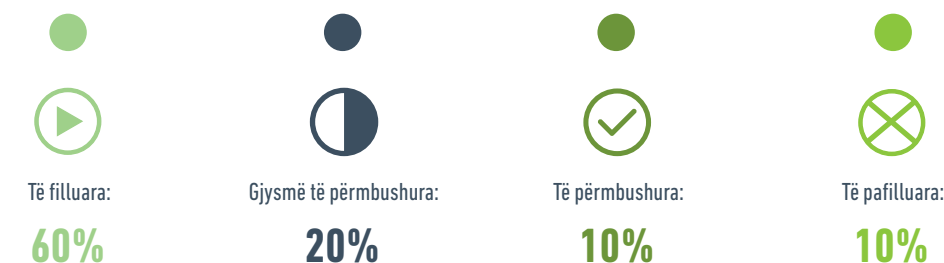 Të filluara:
Gjysmë të përmbushura:
Të përmbushura:
Të pafilluara:
60%
20%
10%
10%